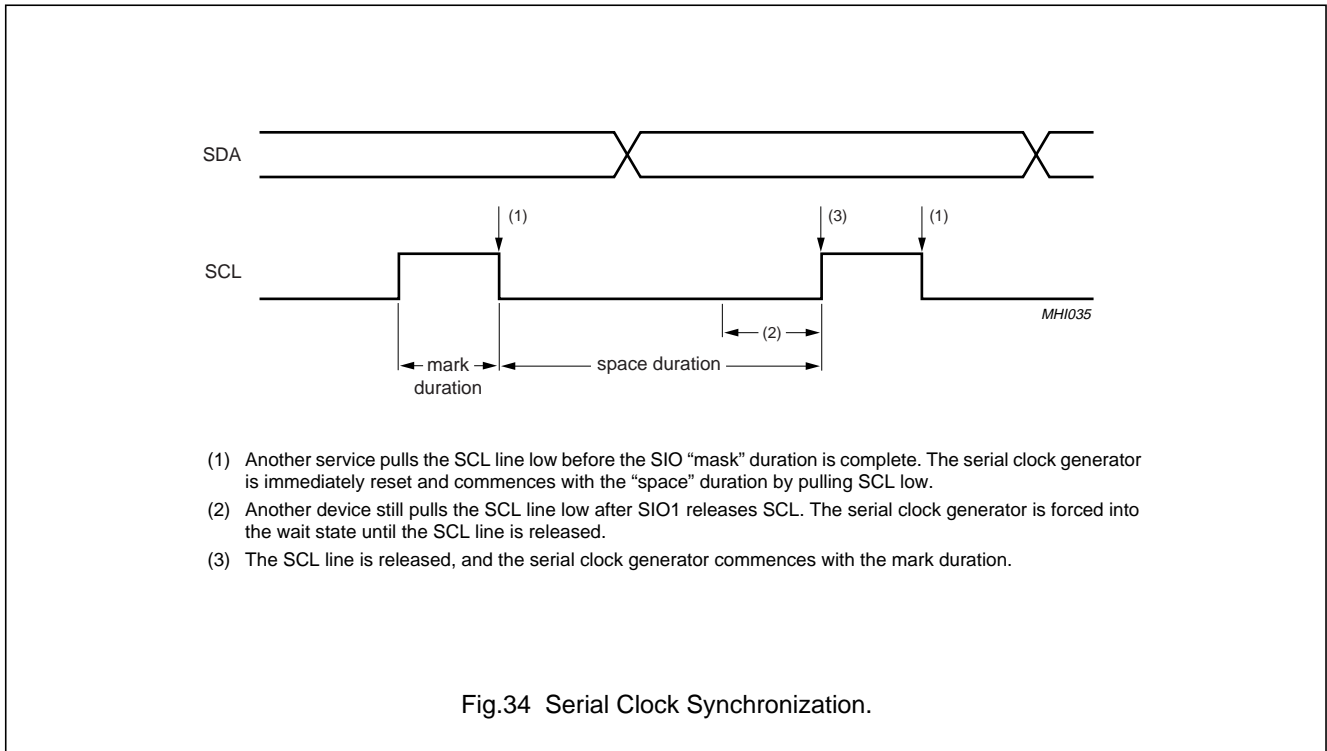 SDA
(1) (3) (1)
SCL
MHI035
(2)
mark space duration
duration
(1) Another service pulls the SCL line low before the SIO “mask” duration is complete. The serial clock generator
is immediately reset and commences with the “space” duration by pulling SCL low.
(2) Another device still pulls the SCL line low after SIO1 releases SCL. The serial clock generator is forced into
the wait state until the SCL line is released.
(3) The SCL line is released, and the serial clock generator commences with the mark duration.
Fig.34 Serial Clock Synchronization.